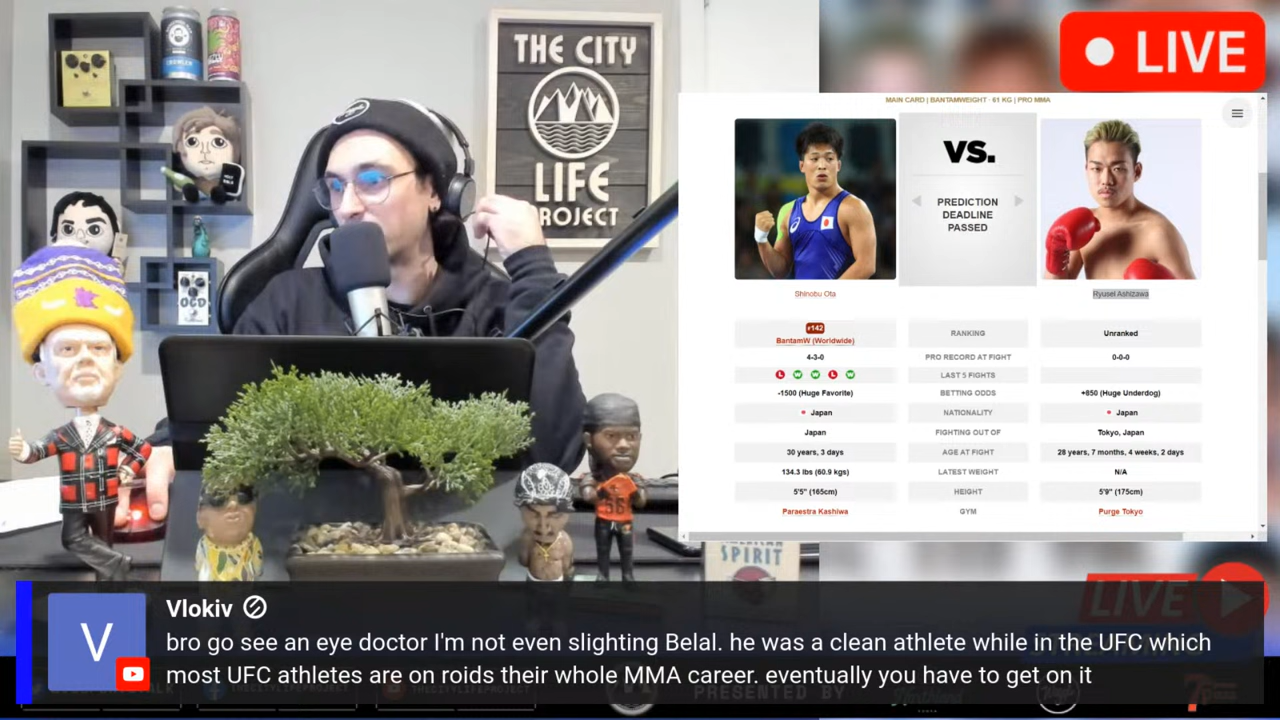 THE CITY
LIFE
PROJECT
OCD
SPIRIT
LIVE
MAIN CARD | BANTAMWEIGHT · 61 KG | PRO MMA
VS.
PREDICTION
DEADLINE
PASSED
Shinobu Ota
Ryusei Ashizawa
#142
BantamW (Worldwide)
RANKING
Unranked
4-3-0
PRO RECORD AT FIGHT
0-0-0
L W W L W
LAST 5 FIGHTS
-1500 (Huge Favorite)
BETTING ODDS
+850 (Huge Underdog)
Japan
NATIONALITY
Japan
Japan
FIGHTING OUT OF
Tokyo, Japan
30 years, 3 days
AGE AT FIGHT
28 years, 7 months, 4 weeks, 2 days
134.3 lbs (60.9 kgs)
LATEST WEIGHT
N/A
5'5" (165cm)
HEIGHT
5'9" (175cm)
Paraestra Kashiwa
GYM
Purge Tokyo
LIVE
V
Vlokiv
bro go see an eye doctor I'm not even slighting Belal. he was a clean athlete while in the UFC which
most UFC athletes are on roids their whole MMA career. eventually you have to get on it
PRESENTED BY